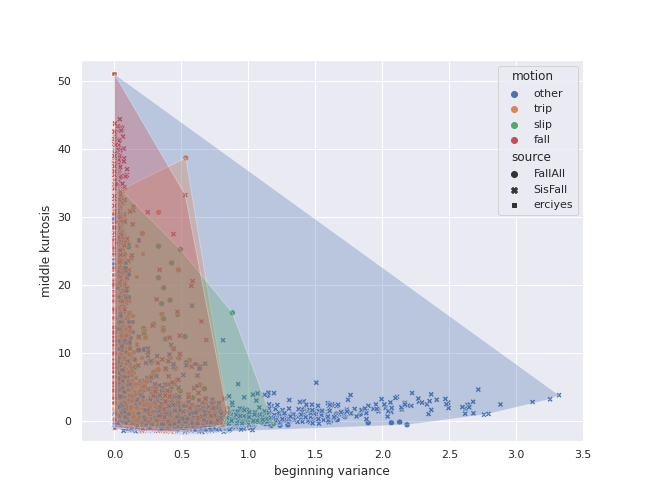 motion
other
trip
slip
fall
source
FallAll
SisFall
erciyes
middle kurtosis
50
40
30
20
10
0
0.0 0.5 1.0 1.5 2.0 2.5 3.0 3.5
beginning variance